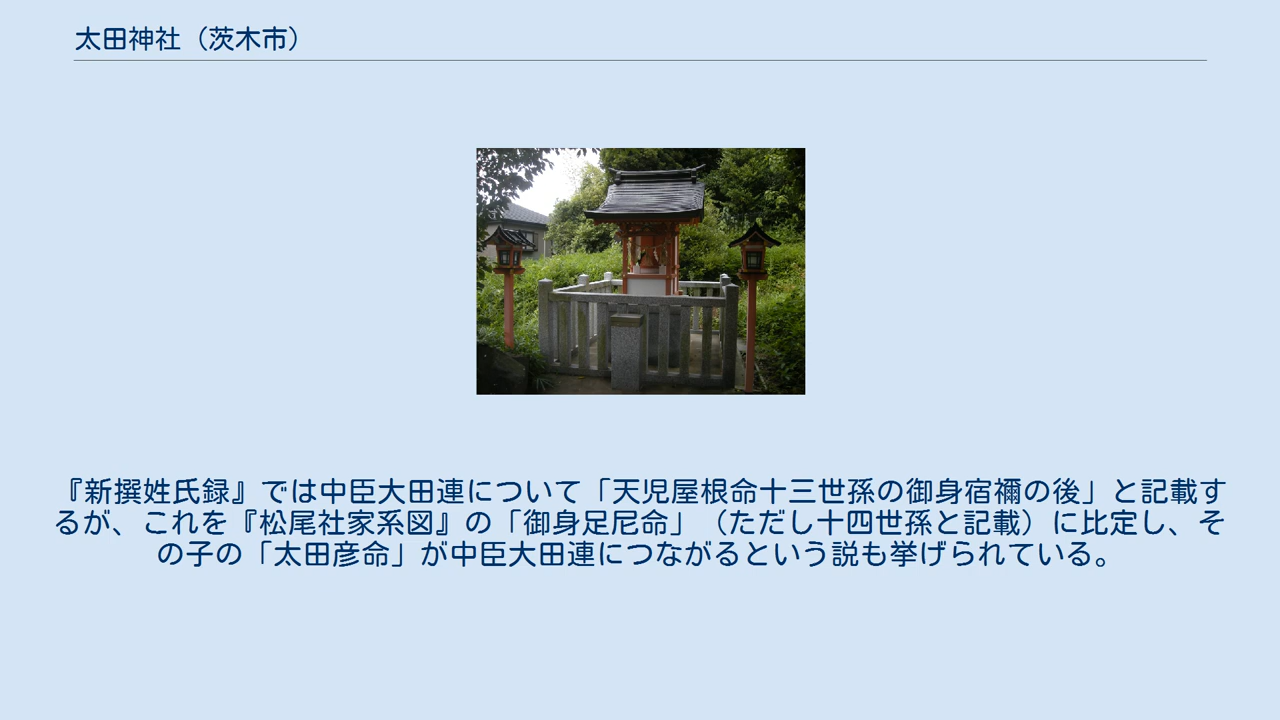 太田神社（茨木市）
『新撰姓氏録』では中臣大田連について「天児屋根命十三世孫の御身宿禰の後」と記載す
るが、これを『松尾社家系図』の「御身足尼命」（ただし十四世孫と記載）に比定し、そ
の子の「太田彦命」が中臣大田連につながるという説も挙げられている。